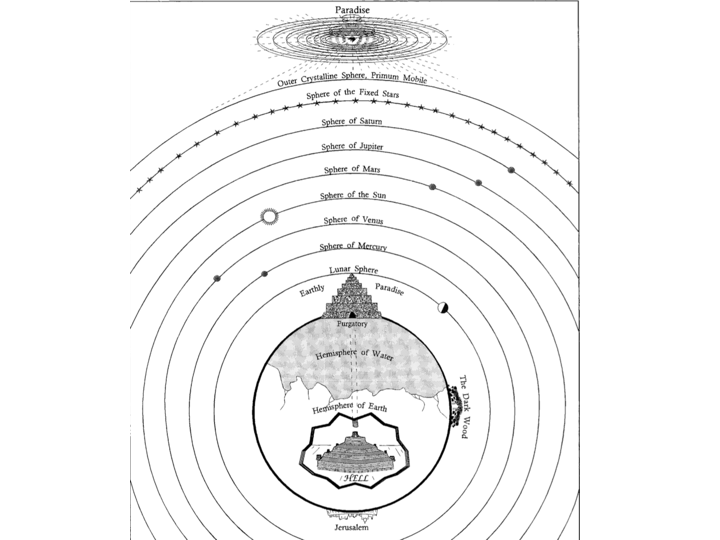 Paradise
Outer Crystalline Sphere, Primum Mobile
Sphere of the Fixed Stars
Sphere of Saturn
Sphere of Jupiter
Sphere of Mars
Sphere of the Sun
Sphere of Venus
Sphere of Mercury
Lunar Sphere
Earthly Paradise
Purgatory
Hemisphere of Water
The Dark Wood
Hemisphere of Earth
HELL
Jerusalem